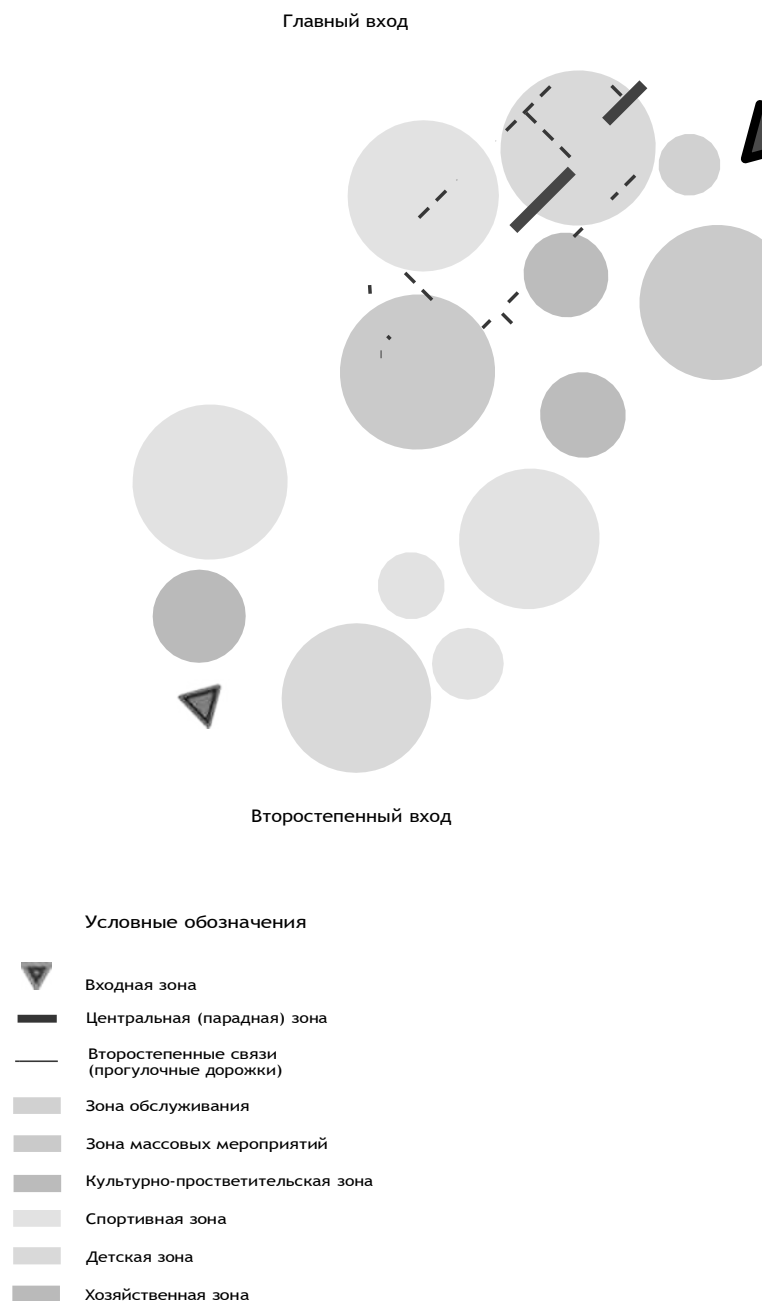 Главный вход
Второстепенный вход
Условные обозначения
Входная зона
Центральная (парадная) зона
Второстепенные связи
(прогулочные дорожки)
Зона обслуживания
Зона массовых мероприятий
Культурно-простветительская зона
Спортивная зона
Детская зона
Хозяйственная зона